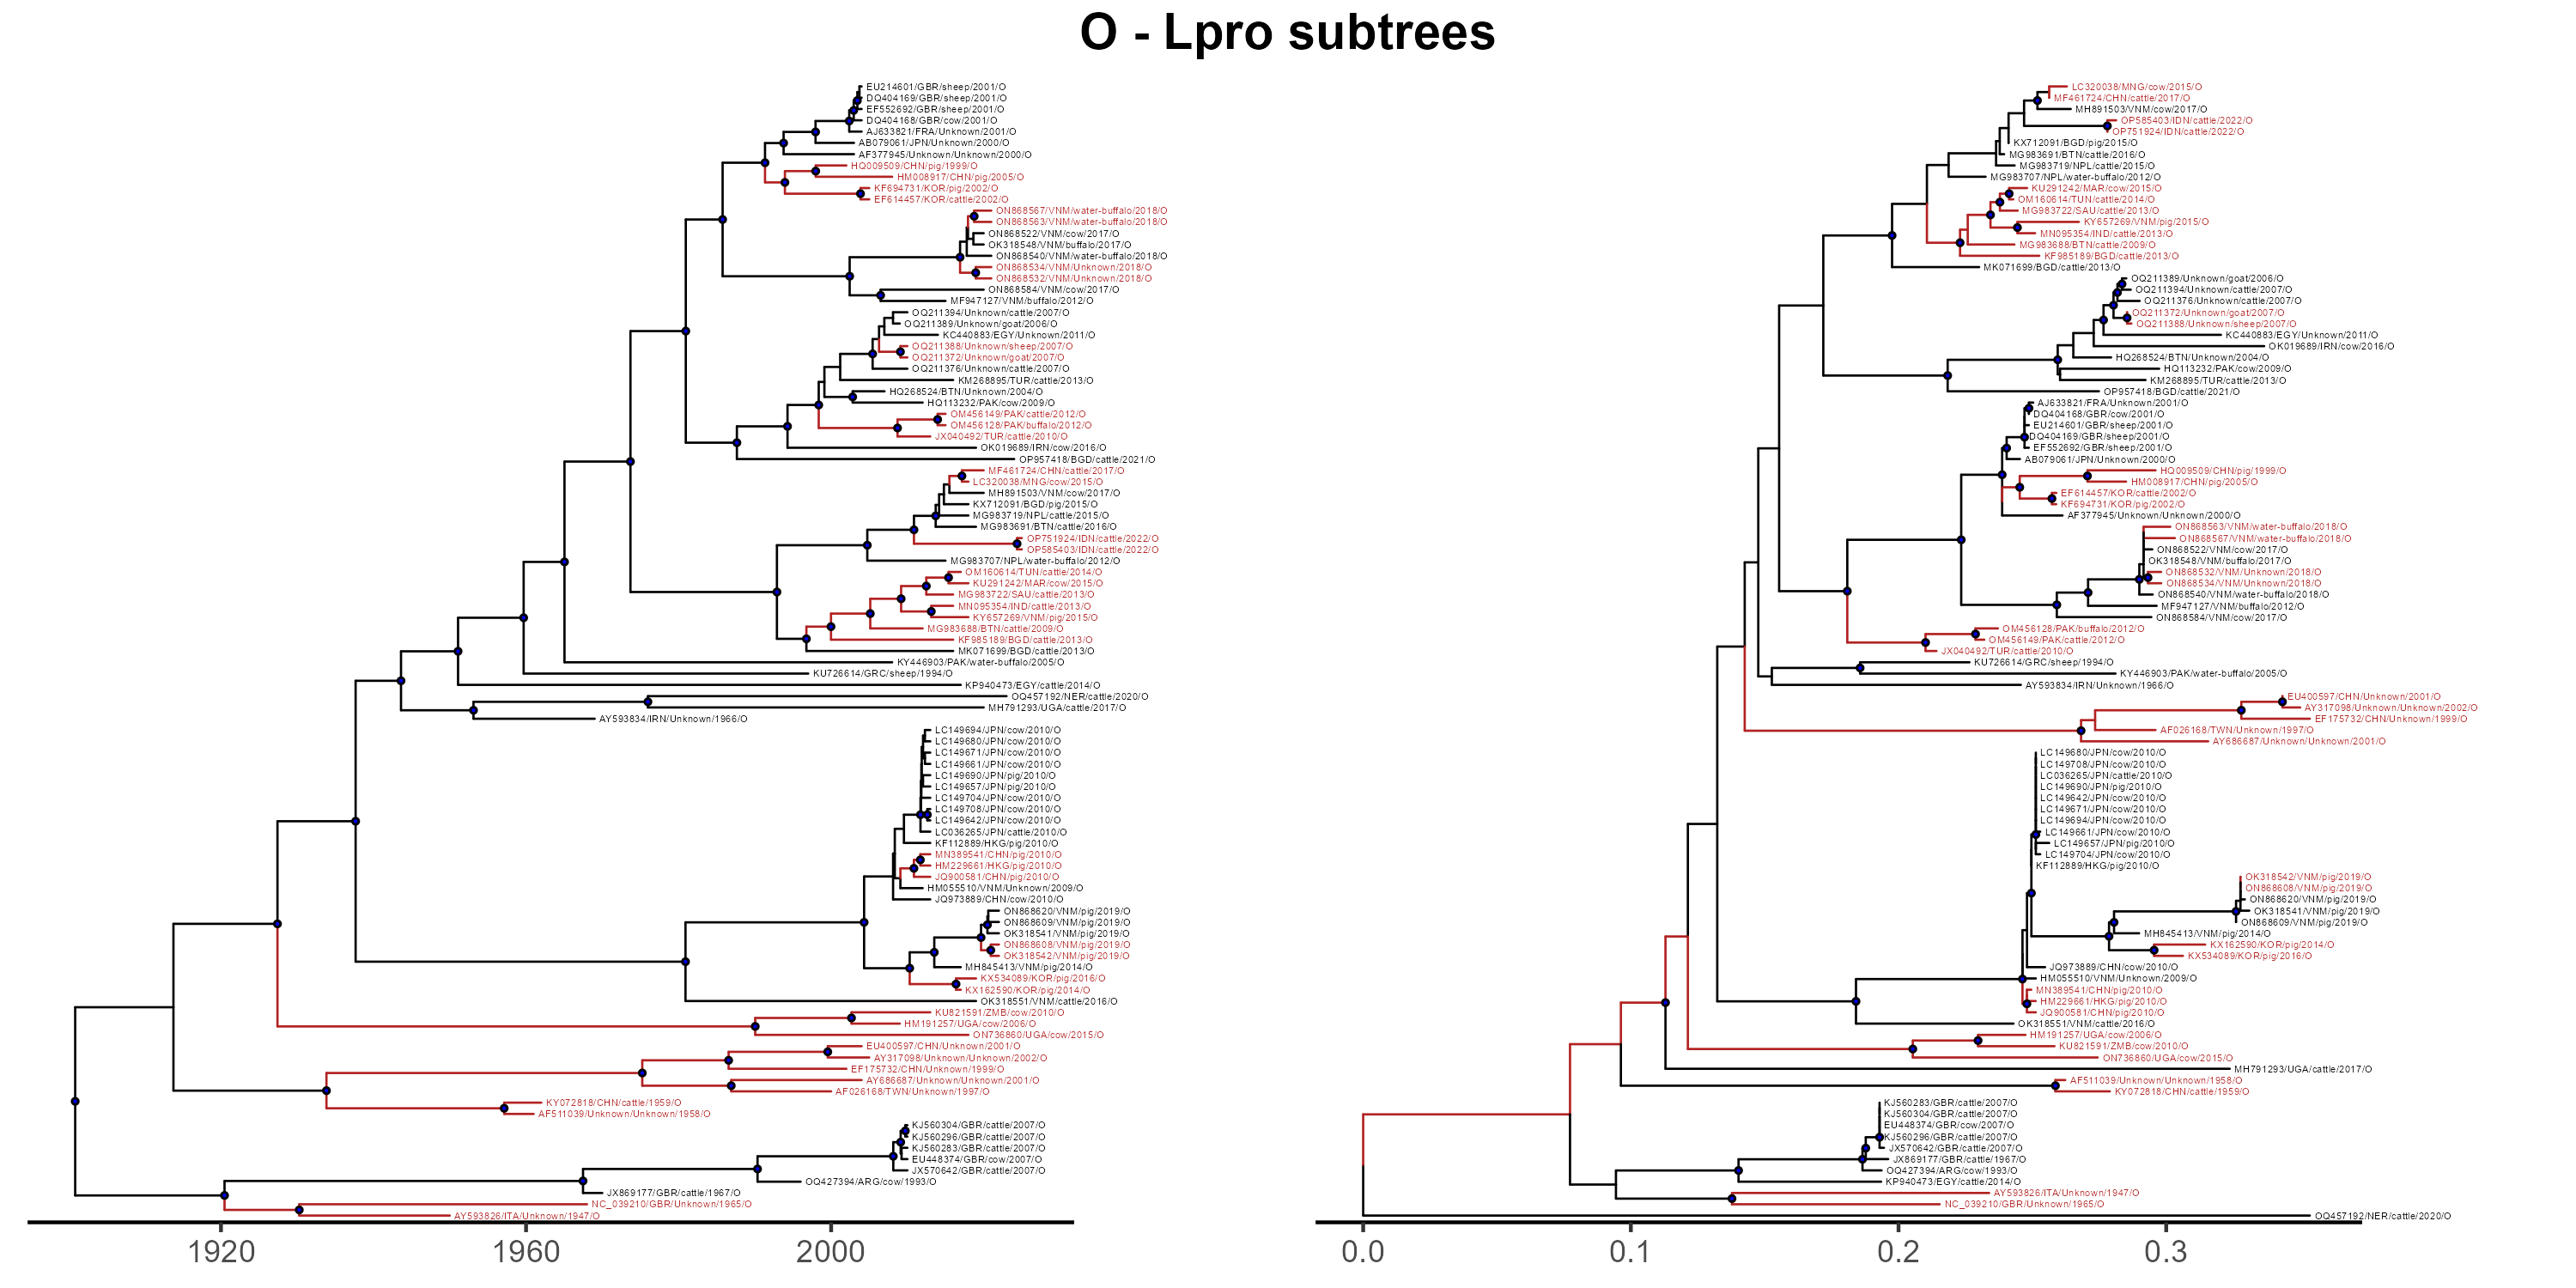 O - Lpro subtrees
EU214601/GBR/sheep/2001/O
DQ404169/GBR/sheep/2001/O
EF552692/GBR/sheep/2001/O
DQ404168/GBR/cow/2001/O
AJ633821/FRA/Unknown/2001/O
AB079061/JPN/Unknown/2000/O
AF377945/Unknown/Unknown/2000/O
HQ009509/CHN/pig/1999/O
HM008917/CHN/pig/2005/O
KF694731/KOR/pig/2002/O
EF614457/KOR/cattle/2002/O
ON868567/VNM/water-buffalo/2018/O
ON868563/VNM/water-buffalo/2018/O
ON868522/VNM/cow/2017/O
OK318548/VNM/buffalo/2017/O
ON868540/VNM/water-buffalo/2018/O
ON868534/VNM/Unknown/2018/O
ON868532/VNM/Unknown/2018/O
ON868584/VNM/cow/2017/O
MF947127/VNM/buffalo/2012/O
OQ211394/Unknown/cattle/2007/O
OQ211389/Unknown/goat/2006/O
KC440883/EGY/Unknown/2011/O
OQ211388/Unknown/sheep/2007/O
OQ211372/Unknown/goat/2007/O
OQ211376/Unknown/cattle/2007/O
KM268895/TUR/cattle/2013/O
HQ268524/BTN/Unknown/2004/O
HQ113232/PAK/cow/2009/O
OM456149/PAK/cattle/2012/O
OM456128/PAK/buffalo/2012/O
JX040492/TUR/cattle/2010/O
OK019689/IRN/cow/2016/O
OP957418/BGD/cattle/2021/O
MF461724/CHN/cattle/2017/O
LC320038/MNG/cow/2015/O
MH891503/VNM/cow/2017/O
KX712091/BGD/pig/2015/O
MG983719/NPL/cattle/2015/O
MG983691/BTN/cattle/2016/O
OP751924/IDN/cattle/2022/O
OP585403/IDN/cattle/2022/O
MG983707/NPL/water-buffalo/2012/O
OM160614/TUN/cattle/2014/O
KU291242/MAR/cow/2015/O
MG983722/SAU/cattle/2013/O
MN095354/IND/cattle/2013/O
KY657269/VNM/pig/2015/O
MG983688/BTN/cattle/2009/O
KF985189/BGD/cattle/2013/O
MK071699/BGD/cattle/2013/O
KY446903/PAK/water-buffalo/2005/O
KU726614/GRC/sheep/1994/O
KP940473/EGY/cattle/2014/O
OQ457192/NER/cattle/2020/O
MH791293/UGA/cattle/2017/O
AY593834/IRN/Unknown/1966/O
LC149694/JPN/cow/2010/O
LC149680/JPN/cow/2010/O
LC149671/JPN/cow/2010/O
LC149661/JPN/cow/2010/O
LC149690/JPN/pig/2010/O
LC149657/JPN/pig/2010/O
LC149704/JPN/cow/2010/O
LC149708/JPN/cow/2010/O
LC149642/JPN/cow/2010/O
LC036265/JPN/cattle/2010/O
KF112889/HKG/pig/2010/O
MN389541/CHN/pig/2010/O
HM229661/HKG/pig/2010/O
JQ900581/CHN/pig/2010/O
HM055510/VNM/Unknown/2009/O
JQ973889/CHN/cow/2010/O
ON868620/VNM/pig/2019/O
ON868609/VNM/pig/2019/O
OK318541/VNM/pig/2019/O
ON868608/VNM/pig/2019/O
OK318542/VNM/pig/2019/O
MH845413/VNM/pig/2014/O
KX534089/KOR/pig/2016/O
KX162590/KOR/pig/2014/O
OK318551/VNM/cattle/2016/O
KU821591/ZMB/cow/2010/O
HM191257/UGA/cow/2006/O
ON736860/UGA/cow/2015/O
EU400597/CHN/Unknown/2001/O
AY317098/Unknown/Unknown/2002/O
EF175732/CHN/Unknown/1999/O
AY686687/Unknown/Unknown/2001/O
AF026168/TWN/Unknown/1997/O
KY072818/CHN/cattle/1959/O
AF511039/Unknown/Unknown/1958/O
KJ560304/GBR/cattle/2007/O
KJ560296/GBR/cattle/2007/O
KJ560283/GBR/cattle/2007/O
EU448374/GBR/cow/2007/O
JX570642/GBR/cattle/2007/O
OQ427394/ARG/cow/1993/O
JX869177/GBR/cattle/1967/O
NC_039210/GBR/Unknown/1965/O
AY593826/ITA/Unknown/1947/O
1920
1960
2000
LC320038/MNG/cow/2015/O
MF461724/CHN/cattle/2017/O
MH891503/VNM/cow/2017/O
OP585403/IDN/cattle/2022/O
OP751924/IDN/cattle/2022/O
KX712091/BGD/pig/2015/O
MG983691/BTN/cattle/2016/O
MG983719/NPL/cattle/2015/O
MG983707/NPL/water-buffalo/2012/O
KU291242/MAR/cow/2015/O
OM160614/TUN/cattle/2014/O
MG983722/SAU/cattle/2013/O
KY657269/VNM/pig/2015/O
MN095354/IND/cattle/2013/O
MG983688/BTN/cattle/2009/O
KF985189/BGD/cattle/2013/O
MK071699/BGD/cattle/2013/O
OQ211389/Unknown/goat/2006/O
OQ211394/Unknown/cattle/2007/O
OQ211376/Unknown/cattle/2007/O
OQ211372/Unknown/goat/2007/O
OQ211388/Unknown/sheep/2007/O
KC440883/EGY/Unknown/2011/O
OK019689/IRN/cow/2016/O
HQ268524/BTN/Unknown/2004/O
HQ113232/PAK/cow/2009/O
KM268895/TUR/cattle/2013/O
OP957418/BGD/cattle/2021/O
AJ633821/FRA/Unknown/2001/O
DQ404168/GBR/cow/2001/O
EU214601/GBR/sheep/2001/O
DQ404169/GBR/sheep/2001/O
EF552692/GBR/sheep/2001/O
AB079061/JPN/Unknown/2000/O
HQ009509/CHN/pig/1999/O
HM008917/CHN/pig/2005/O
EF614457/KOR/cattle/2002/O
KF694731/KOR/pig/2002/O
AF377945/Unknown/Unknown/2000/O
ON868563/VNM/water-buffalo/2018/O
ON868567/VNM/water-buffalo/2018/O
ON868522/VNM/cow/2017/O
OK318548/VNM/buffalo/2017/O
ON868532/VNM/Unknown/2018/O
ON868534/VNM/Unknown/2018/O
ON868540/VNM/water-buffalo/2018/O
MF947127/VNM/buffalo/2012/O
ON868584/VNM/cow/2017/O
OM456128/PAK/buffalo/2012/O
OM456149/PAK/cattle/2012/O
JX040492/TUR/cattle/2010/O
KU726614/GRC/sheep/1994/O
KY446903/PAK/water-buffalo/2005/O
AY593834/IRN/Unknown/1966/O
EU400597/CHN/Unknown/2001/O
AY317098/Unknown/Unknown/2002/O
EF175732/CHN/Unknown/1999/O
AF026168/TWN/Unknown/1997/O
AY686687/Unknown/Unknown/2001/O
LC149680/JPN/cow/2010/O
LC149708/JPN/cow/2010/O
LC036265/JPN/cattle/2010/O
LC149690/JPN/pig/2010/O
LC149642/JPN/cow/2010/O
LC149671/JPN/cow/2010/O
LC149694/JPN/cow/2010/O
LC149661/JPN/cow/2010/O
LC149657/JPN/pig/2010/O
LC149704/JPN/cow/2010/O
KF112889/HKG/pig/2010/O
OK318542/VNM/pig/2019/O
ON868608/VNM/pig/2019/O
ON868620/VNM/pig/2019/O
OK318541/VNM/pig/2019/O
ON868609/VNM/pig/2019/O
MH845413/VNM/pig/2014/O
KX162590/KOR/pig/2014/O
KX534089/KOR/pig/2016/O
JQ973889/CHN/cow/2010/O
HM055510/VNM/Unknown/2009/O
MN389541/CHN/pig/2010/O
HM229661/HKG/pig/2010/O
JQ900581/CHN/pig/2010/O
OK318551/VNM/cattle/2016/O
HM191257/UGA/cow/2006/O
KU821591/ZMB/cow/2010/O
ON736860/UGA/cow/2015/O
MH791293/UGA/cattle/2017/O
AF511039/Unknown/Unknown/1958/O
KY072818/CHN/cattle/1959/O
KJ560283/GBR/cattle/2007/O
KJ560304/GBR/cattle/2007/O
EU448374/GBR/cow/2007/O
KJ560296/GBR/cattle/2007/O
JX570642/GBR/cattle/2007/O
JX869177/GBR/cattle/1967/O
OQ427394/ARG/cow/1993/O
KP940473/EGY/cattle/2014/O
AY593826/ITA/Unknown/1947/O
NC_039210/GBR/Unknown/1965/O
OQ457192/NER/cattle/2020/O
0.0
0.1
0.2
0.3